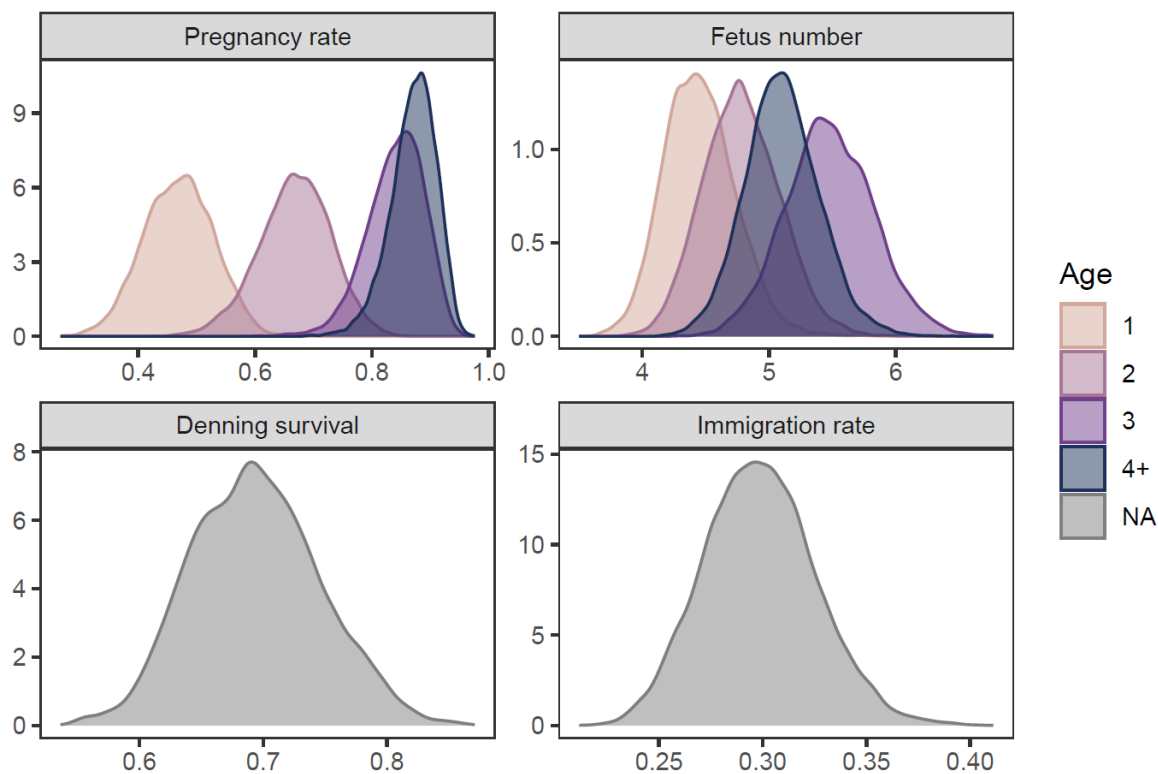 Pregnancy rate
Fetus number
9
6
3
0
0.4 0.6 0.8 1.0
1.0
0.5
0.0
4 5 6
Denning survival
Immigration rate
8
6
4
2
0
0.6 0.7 0.8
15
10
5
0
0.25 0.30 0.35 0.40
Age
1
2
3
4+
NA